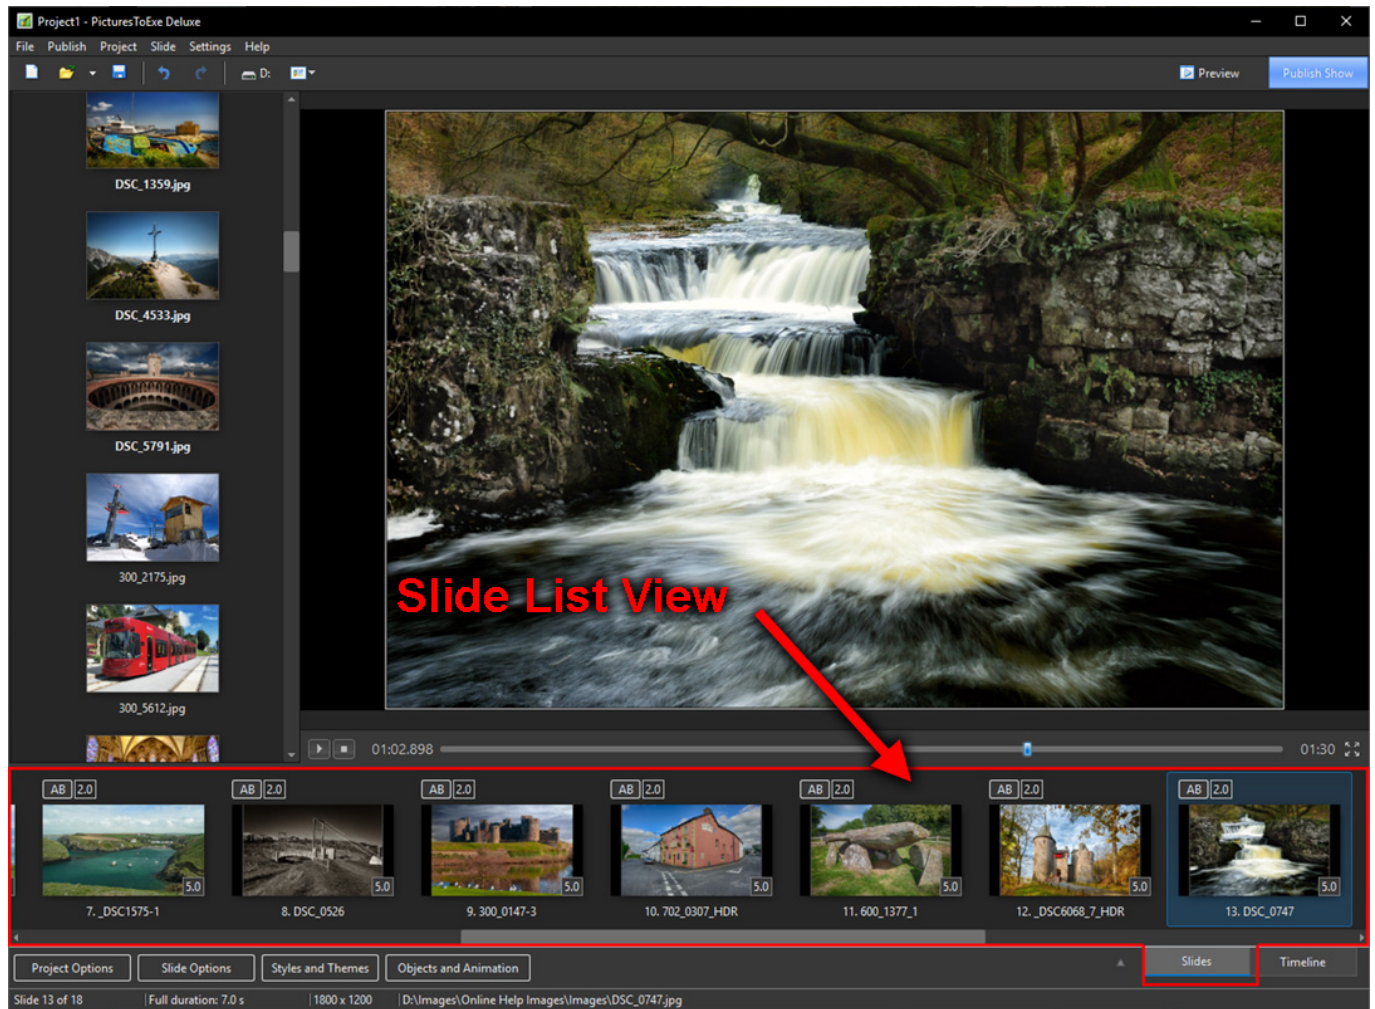 Project1 - PicturesToExe Deluxe
File Publish Project Slide Settings Help
D: Preview Publish Show
DSC_1359.jpg
DSC_4533.jpg
DSC_5791.jpg
300_2175.jpg
300_5612.jpg
Slide List View
01:02.898 01:30
AB 2.0 AB 2.0 AB 2.0 AB 2.0 AB 2.0 AB 2.0 AB 2.0
5.0 5.0 5.0 5.0 5.0 5.0 5.0
7. _DSC1575-1 8. DSC_0526 9. 300_0147-3 10. 702_0307_HDR 11. 600_1377_1 12. _DSC6068_7_HDR 13. DSC_0747
Project Options Slide Options Styles and Themes Objects and Animation Slides Timeline
Slide 13 of 18 Full duration: 7.0 s 1800 x 1200 D:\Images\Online Help Images\Images\DSC_0747.jpg